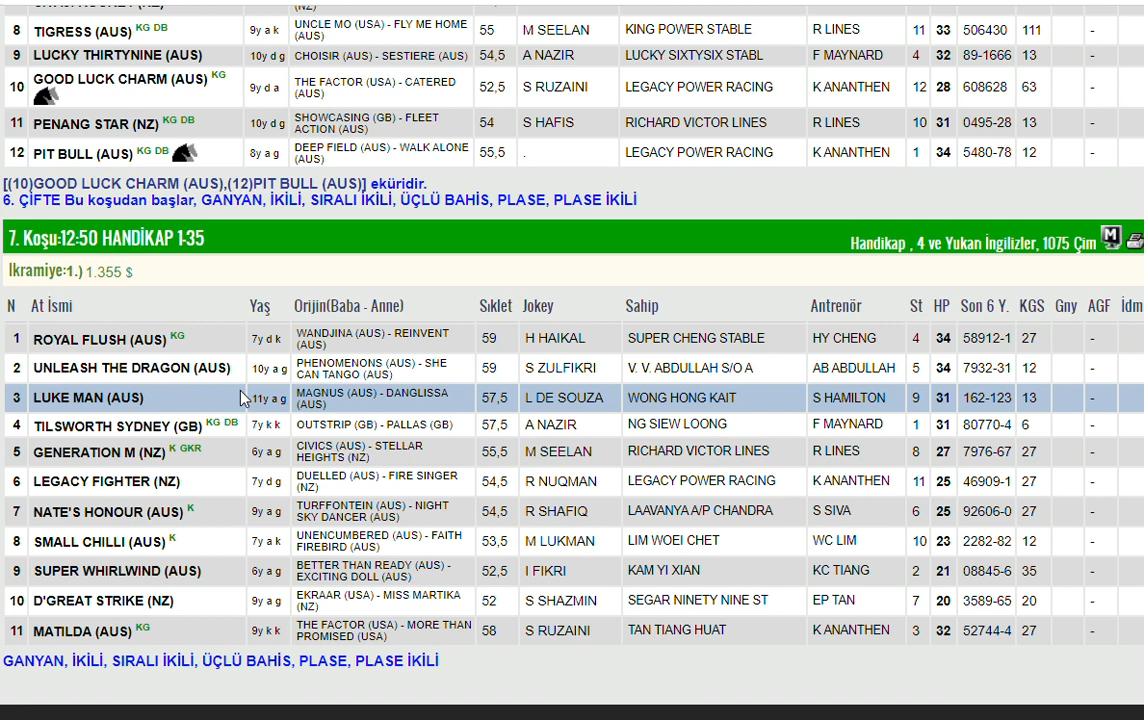 (NZ)
8 TIGRESS (AUS) KG DB 9y a k UNCLE MO (USA) - FLY ME HOME (AUS) 55 M SEELAN KING POWER STABLE R LINES 11 33 506430 111 -
9 LUCKY THIRTYNINE (AUS) 10y d g CHOISIR (AUS) - SESTIERE (AUS) 54,5 A NAZIR LUCKY SIXTYSIX STABL F MAYNARD 4 32 89-1666 13 -
10 GOOD LUCK CHARM (AUS) KG 9y d a THE FACTOR (USA) - CATERED (AUS) 52,5 S RUZAINI LEGACY POWER RACING K ANANTHEN 12 28 608628 63 -
11 PENANG STAR (NZ) KG DB 10y d g SHOWCASING (GB) - FLEET ACTION (AUS) 54 S HAFIS RICHARD VICTOR LINES R LINES 10 31 0495-28 13 -
12 PIT BULL (AUS) KG DB 8y a g DEEP FIELD (AUS) - WALK ALONE (AUS) 55,5 . LEGACY POWER RACING K ANANTHEN 1 34 5480-78 12 -
[(10)GOOD LUCK CHARM (AUS),(12)PIT BULL (AUS)] eküridir.
6. ÇİFTE Bu koşudan başlar, GANYAN, İKİLİ, SIRALI İKİLİ, ÜÇLÜ BAHİS, PLASE, PLASE İKİLİ
7. Koşu:12:50 HANDİKAP 1-35 Handikap , 4 ve Yukarı İngilizler, 1075 Çim M
İkramiye:1.) 1.355 $
N At İsmi Yaş Orijin(Baba - Anne) Sıklet Jokey Sahip Antrenör St HP Son 6 Y. KGS Gny AGF İdm
1 ROYAL FLUSH (AUS) KG 7y d k WANDJINA (AUS) - REINVENT (AUS) 59 H HAIKAL SUPER CHENG STABLE HY CHENG 4 34 58912-1 27 -
2 UNLEASH THE DRAGON (AUS) 10y a g PHENOMENONS (AUS) - SHE CAN TANGO (AUS) 59 S ZULFIKRI V. V. ABDULLAH S/O A AB ABDULLAH 5 34 7932-31 12 -
3 LUKE MAN (AUS) 11y a g MAGNUS (AUS) - DANGLISSA (AUS) 57,5 L DE SOUZA WONG HONG KAIT S HAMILTON 9 31 162-123 13 -
4 TILSWORTH SYDNEY (GB) KG DB 7y k k OUTSTRIP (GB) - PALLAS (GB) 57,5 A NAZIR NG SIEW LOONG F MAYNARD 1 31 80770-4 6 -
5 GENERATION M (NZ) K GKR 6y a g CIVICS (AUS) - STELLAR HEIGHTS (NZ) 55,5 M SEELAN RICHARD VICTOR LINES R LINES 8 27 7976-67 27 -
6 LEGACY FIGHTER (NZ) 7y d g DUELLED (AUS) - FIRE SINGER (NZ) 54,5 R NUQMAN LEGACY POWER RACING K ANANTHEN 11 25 46909-1 27 -
7 NATE'S HONOUR (AUS) K 9y a g TURFFONTEIN (AUS) - NIGHT SKY DANCER (AUS) 54,5 R SHAFIQ LAAVANYA A/P CHANDRA S SIVA 6 25 92606-0 27 -
8 SMALL CHILLI (AUS) K 7y a k UNENCUMBERED (AUS) - FAITH FIREBIRD (AUS) 53,5 M LUKMAN LIM WOEI CHET WC LIM 10 23 2282-82 12 -
9 SUPER WHIRLWIND (AUS) 6y a g BETTER THAN READY (AUS) - EXCITING DOLL (AUS) 52,5 I FIKRI KAM YI XIAN KC TIANG 2 21 08845-6 35 -
10 D'GREAT STRIKE (NZ) 9y a g EKRAAR (USA) - MISS MARTIKA (NZ) 52 S SHAZMIN SEGAR NINETY NINE ST EP TAN 7 20 3589-65 20 -
11 MATILDA (AUS) KG 9y k k THE FACTOR (USA) - MORE THAN PROMISED (USA) 58 S RUZAINI TAN TIANG HUAT K ANANTHEN 3 32 52744-4 27 -
GANYAN, İKİLİ, SIRALI İKİLİ, ÜÇLÜ BAHİS, PLASE, PLASE İKİLİ